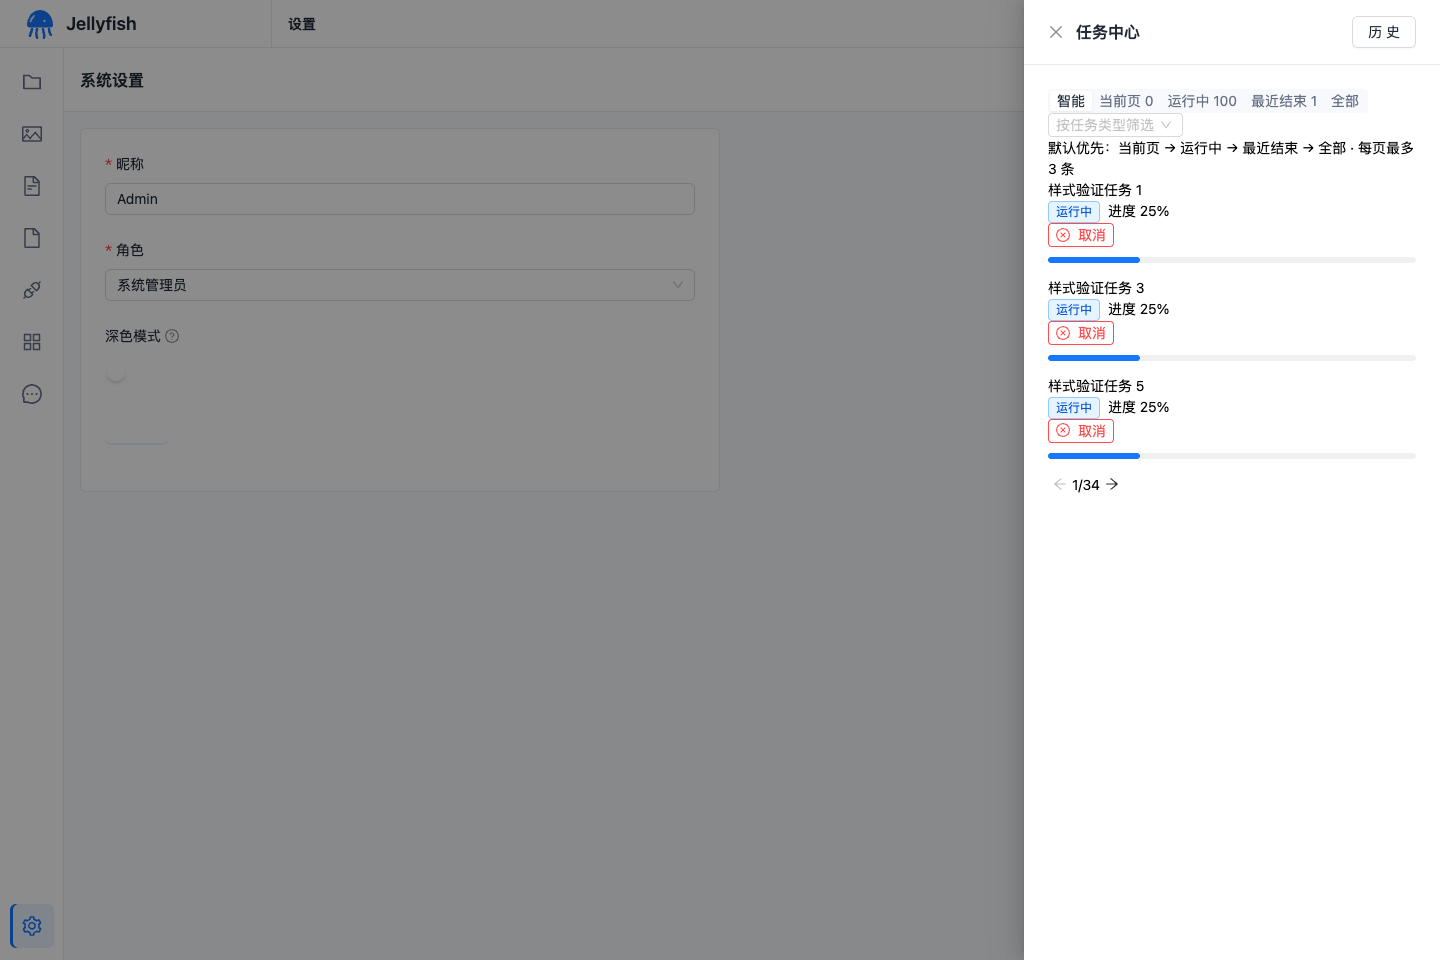 Jellyfish
设置
系统设置
* 昵称
Admin
* 角色
系统管理员
深色模式
任务中心
历 史
智能 当前页 0 运行中 100 最近结束 1 全部
按任务类型筛选
默认优先：当前页 → 运行中 → 最近结束 → 全部 · 每页最多
3 条
样式验证任务 1
运行中 进度 25%
取消
样式验证任务 3
运行中 进度 25%
取消
样式验证任务 5
运行中 进度 25%
取消
1/34